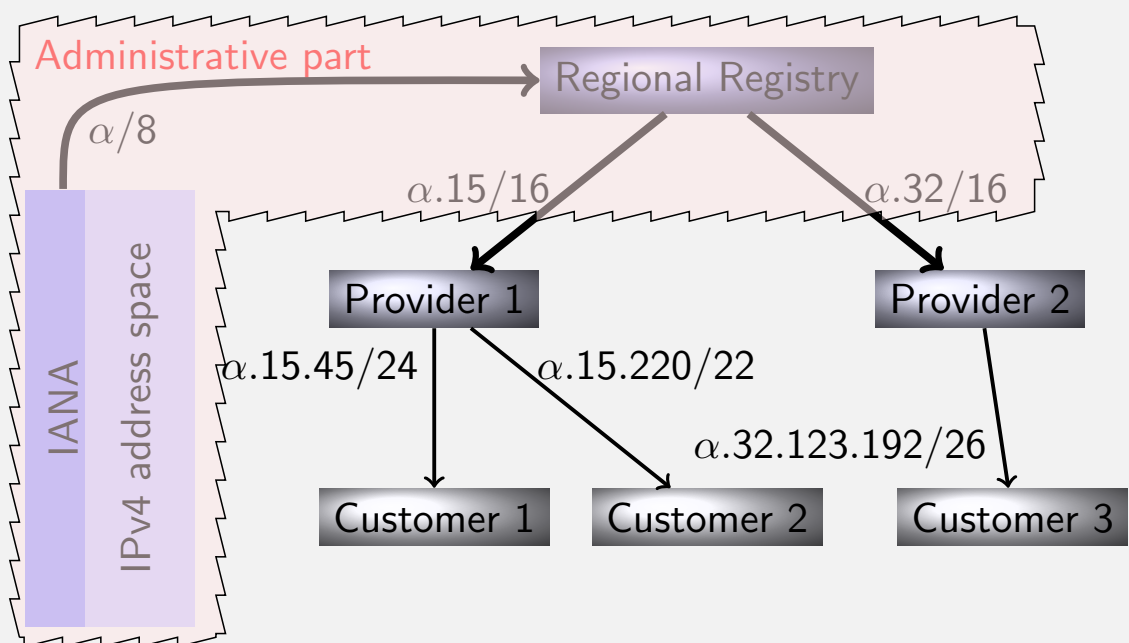 Administrative part
Regional Registry
α/8
α.15/16
α.32/16
IANA
IPv4 address space
Provider 1
Provider 2
α.15.45/24
α.15.220/22
α.32.123.192/26
Customer 1
Customer 2
Customer 3